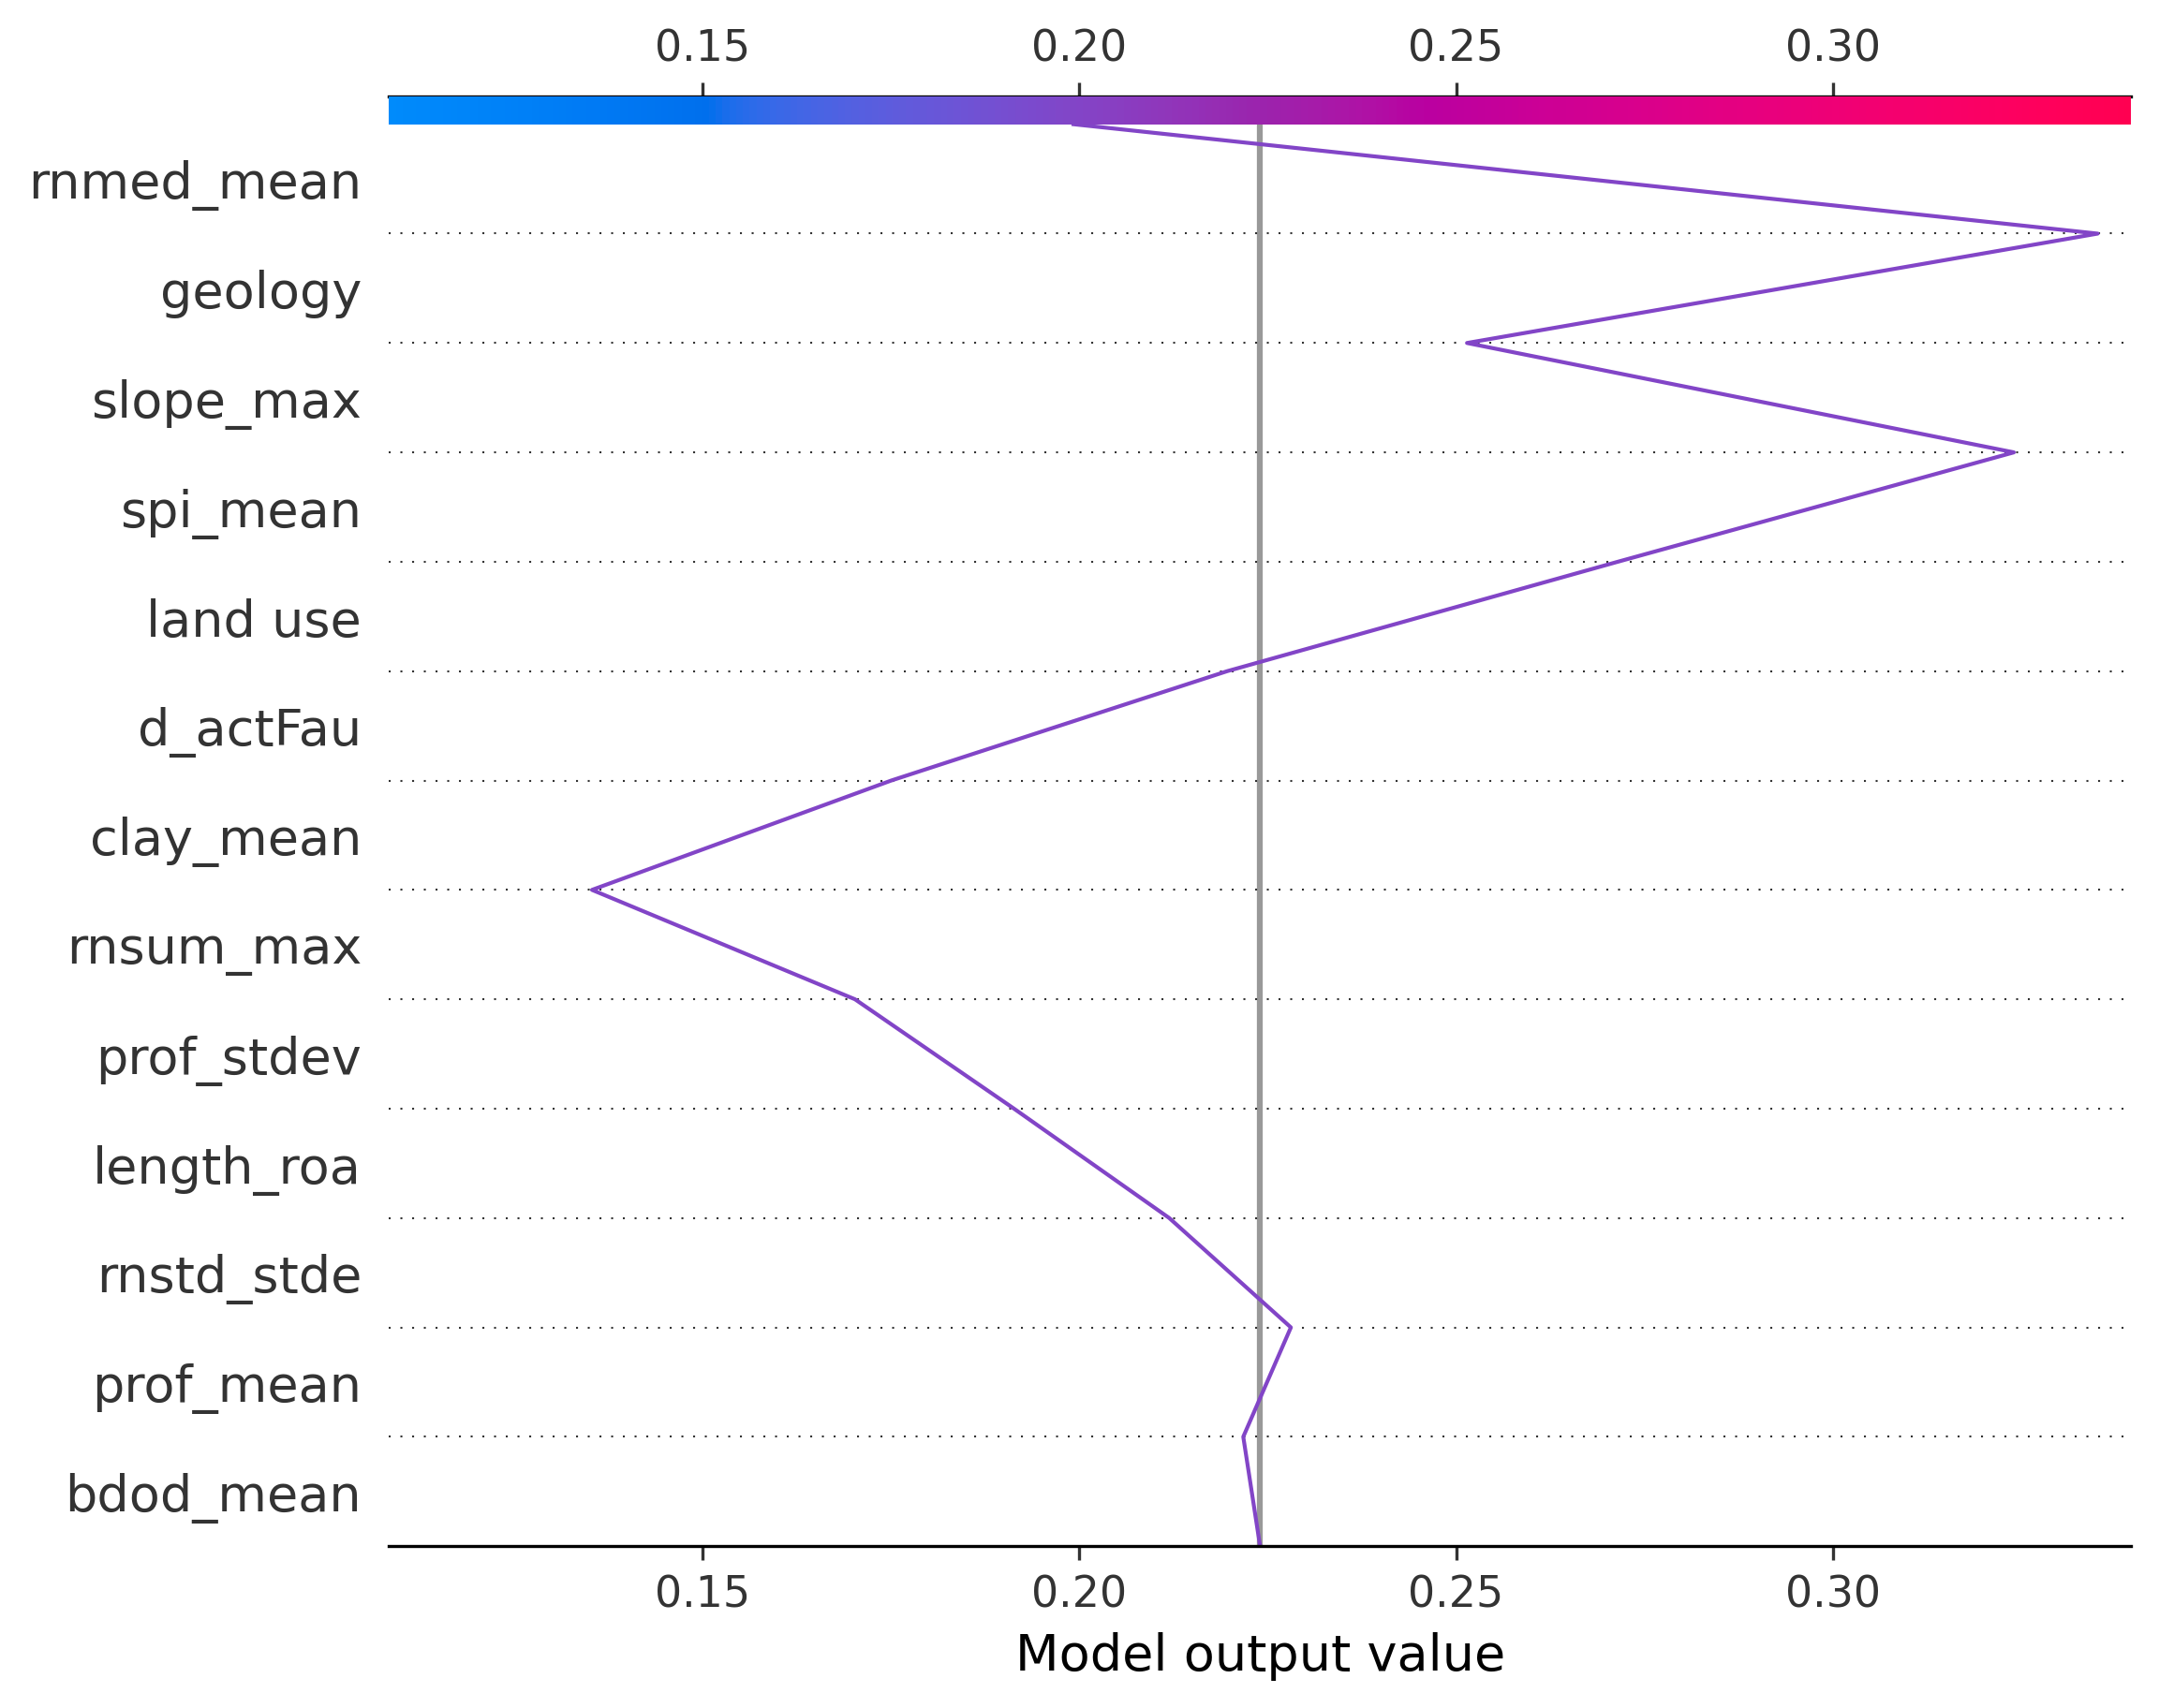 0.15 0.20 0.25 0.30
rnmed_mean
geology
slope_max
spi_mean
land use
d_actFau
clay_mean
rnsum_max
prof_stdev
length_roa
rnstd_stde
prof_mean
bdod_mean
0.15 0.20 0.25 0.30
Model output value